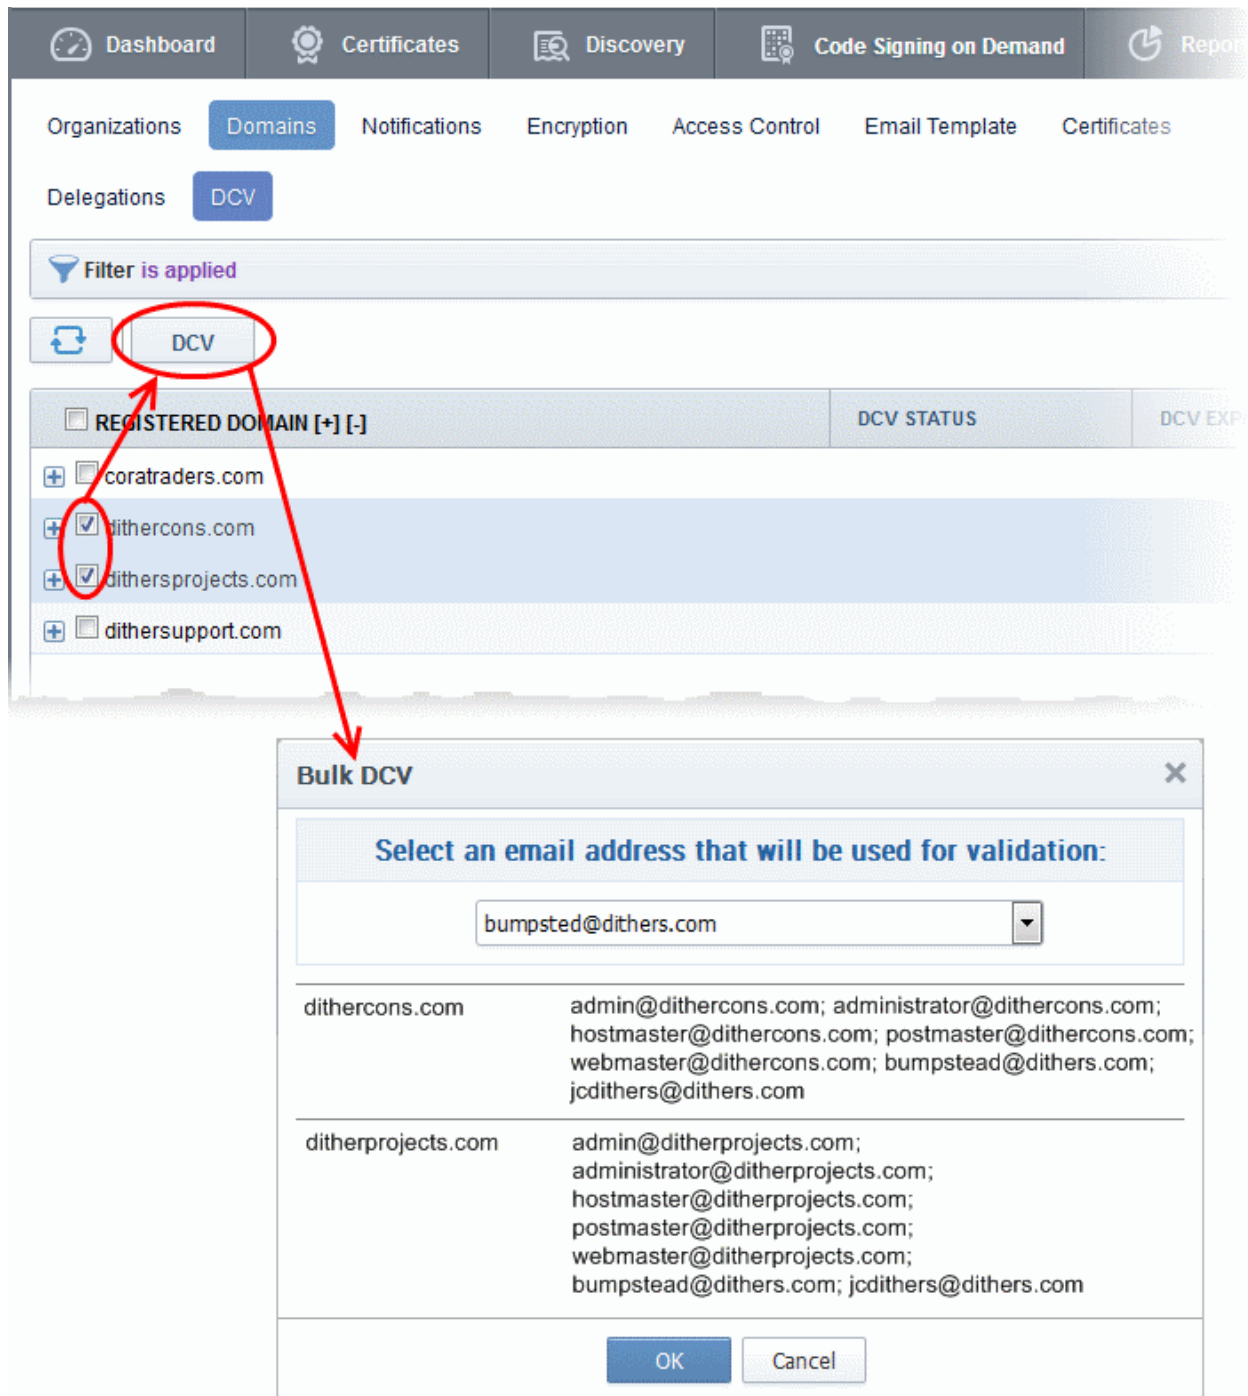 Dashboard Certificates Discovery Code Signing on Demand Repor
Organizations Domains Notifications Encryption Access Control Email Template Certificates
Delegations DCV
Filter is applied
DCV
REGISTERED DOMAIN [+] [-] DCV STATUS DCV EXP
coratraders.com
dithercons.com
dithersprojects.com
dithersupport.com
Bulk DCV
Select an email address that will be used for validation:
bumpsted@dithers.com
dithercons.com admin@dithercons.com; administrator@dithercons.com;
hostmaster@dithercons.com; postmaster@dithercons.com;
webmaster@dithercons.com; bumpstead@dithers.com;
jcdithers@dithers.com
ditherprojects.com admin@ditherprojects.com;
administrator@ditherprojects.com;
hostmaster@ditherprojects.com;
postmaster@ditherprojects.com;
webmaster@ditherprojects.com;
bumpstead@dithers.com; jcdithers@dithers.com
OK Cancel